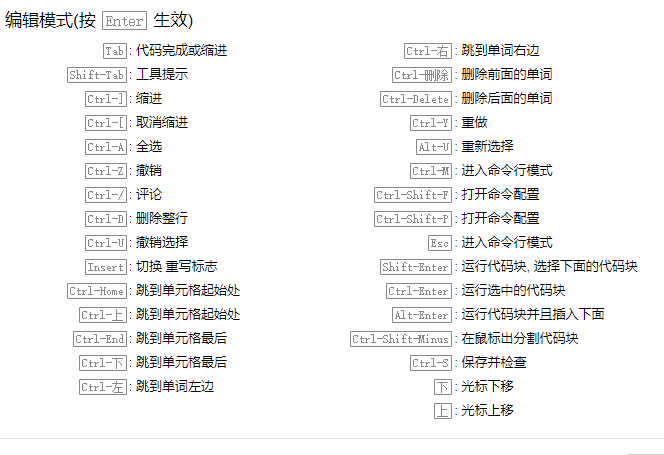 编辑模式(按 Enter 生效)
Tab : 代码完成或缩进
Shift-Tab : 工具提示
Ctrl-] : 缩进
Ctrl-[ : 取消缩进
Ctrl-A : 全选
Ctrl-Z : 撤销
Ctrl-/ : 评论
Ctrl-D : 删除整行
Ctrl-U : 撤销选择
Insert : 切换 重写标志
Ctrl-Home : 跳到单元格起始处
Ctrl-上 : 跳到单元格起始处
Ctrl-End : 跳到单元格最后
Ctrl-下 : 跳到单元格最后
Ctrl-左 : 跳到单词左边
Ctrl-右 : 跳到单词右边
Ctrl-删除 : 删除前面的单词
Ctrl-Delete : 删除后面的单词
Ctrl-Y : 重做
Alt-U : 重新选择
Ctrl-M : 进入命令行模式
Ctrl-Shift-F : 打开命令配置
Ctrl-Shift-P : 打开命令配置
Esc : 进入命令行模式
Shift-Enter : 运行代码块, 选择下面的代码块
Ctrl-Enter : 运行选中的代码块
Alt-Enter : 运行代码块并且插入下面
Ctrl-Shift-Minus : 在鼠标出分割代码块
Ctrl-S : 保存并检查
下 : 光标下移
上 : 光标上移